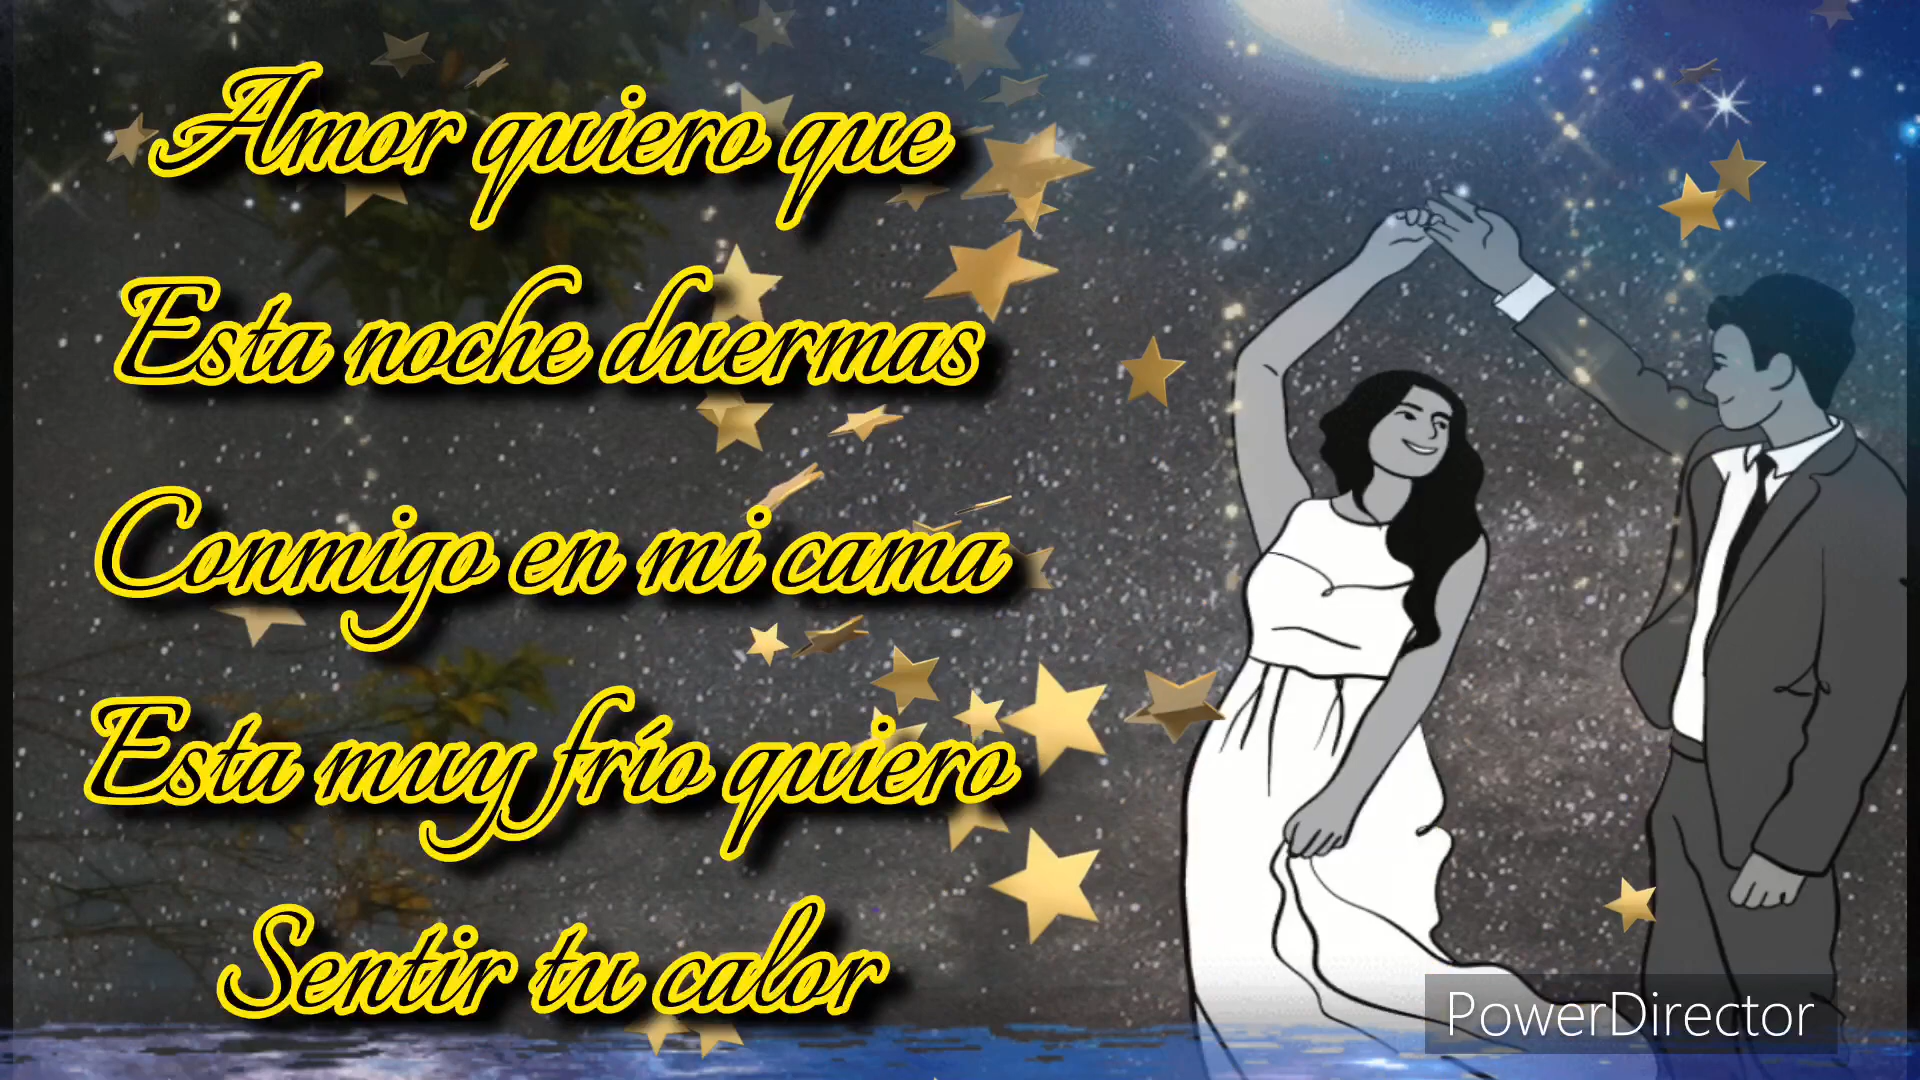 Amor quiero que
Esta noche duermas
Conmigo en mi cama
Esta muy frío quiero
Sentir tu calor
PowerDirector